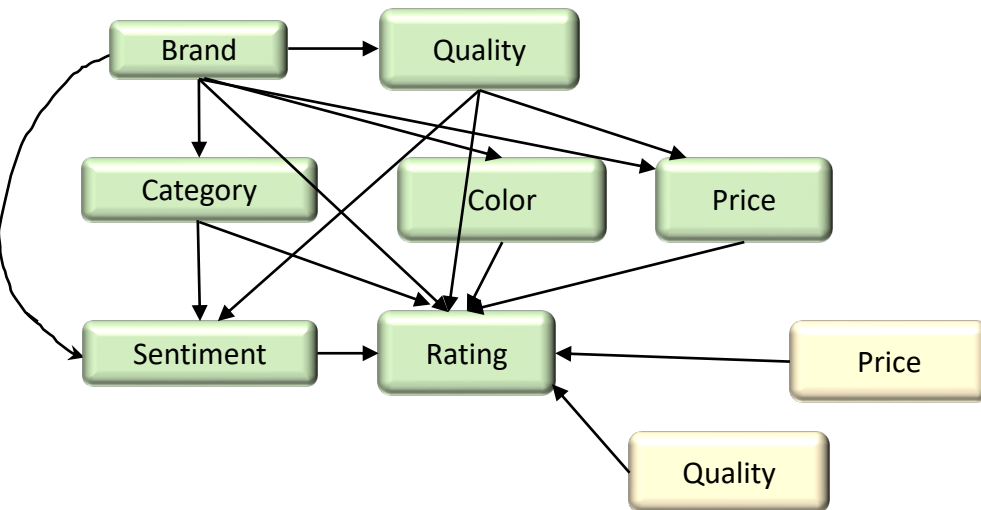 Brand
Quality
Category
Color
Price
Sentiment
Rating
Price
Quality